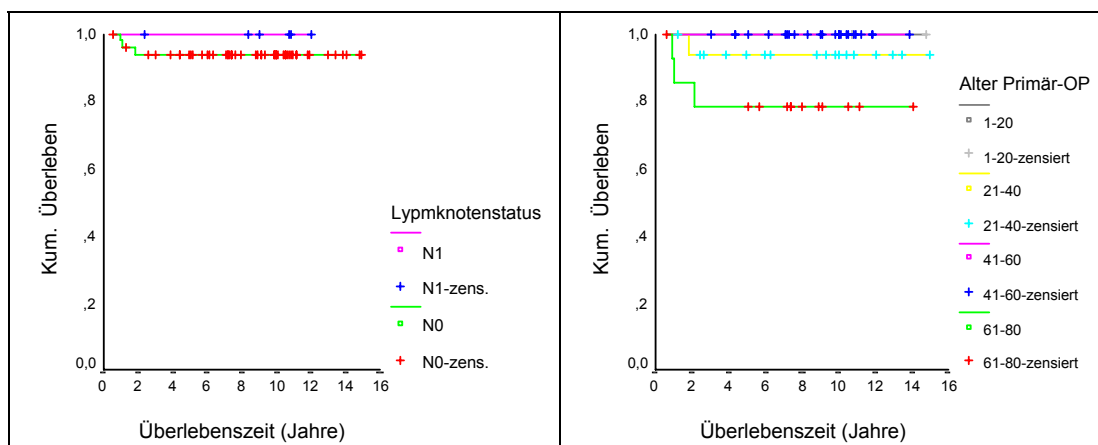 1,0
,8
,6
,4
,2
0,0
Kum. Überleben
0 2 4 6 8 10 12 14 16
Überlebenszeit (Jahre)
Lypmknotenstatus
N1
N1-zens.
N0
N0-zens.
1,0
,8
,6
,4
,2
0,0
Kum. Überleben
0 2 4 6 8 10 12 14 16
Überlebenszeit (Jahre)
Alter Primär-OP
1-20
1-20-zensiert
21-40
21-40-zensiert
41-60
41-60-zensiert
61-80
61-80-zensiert